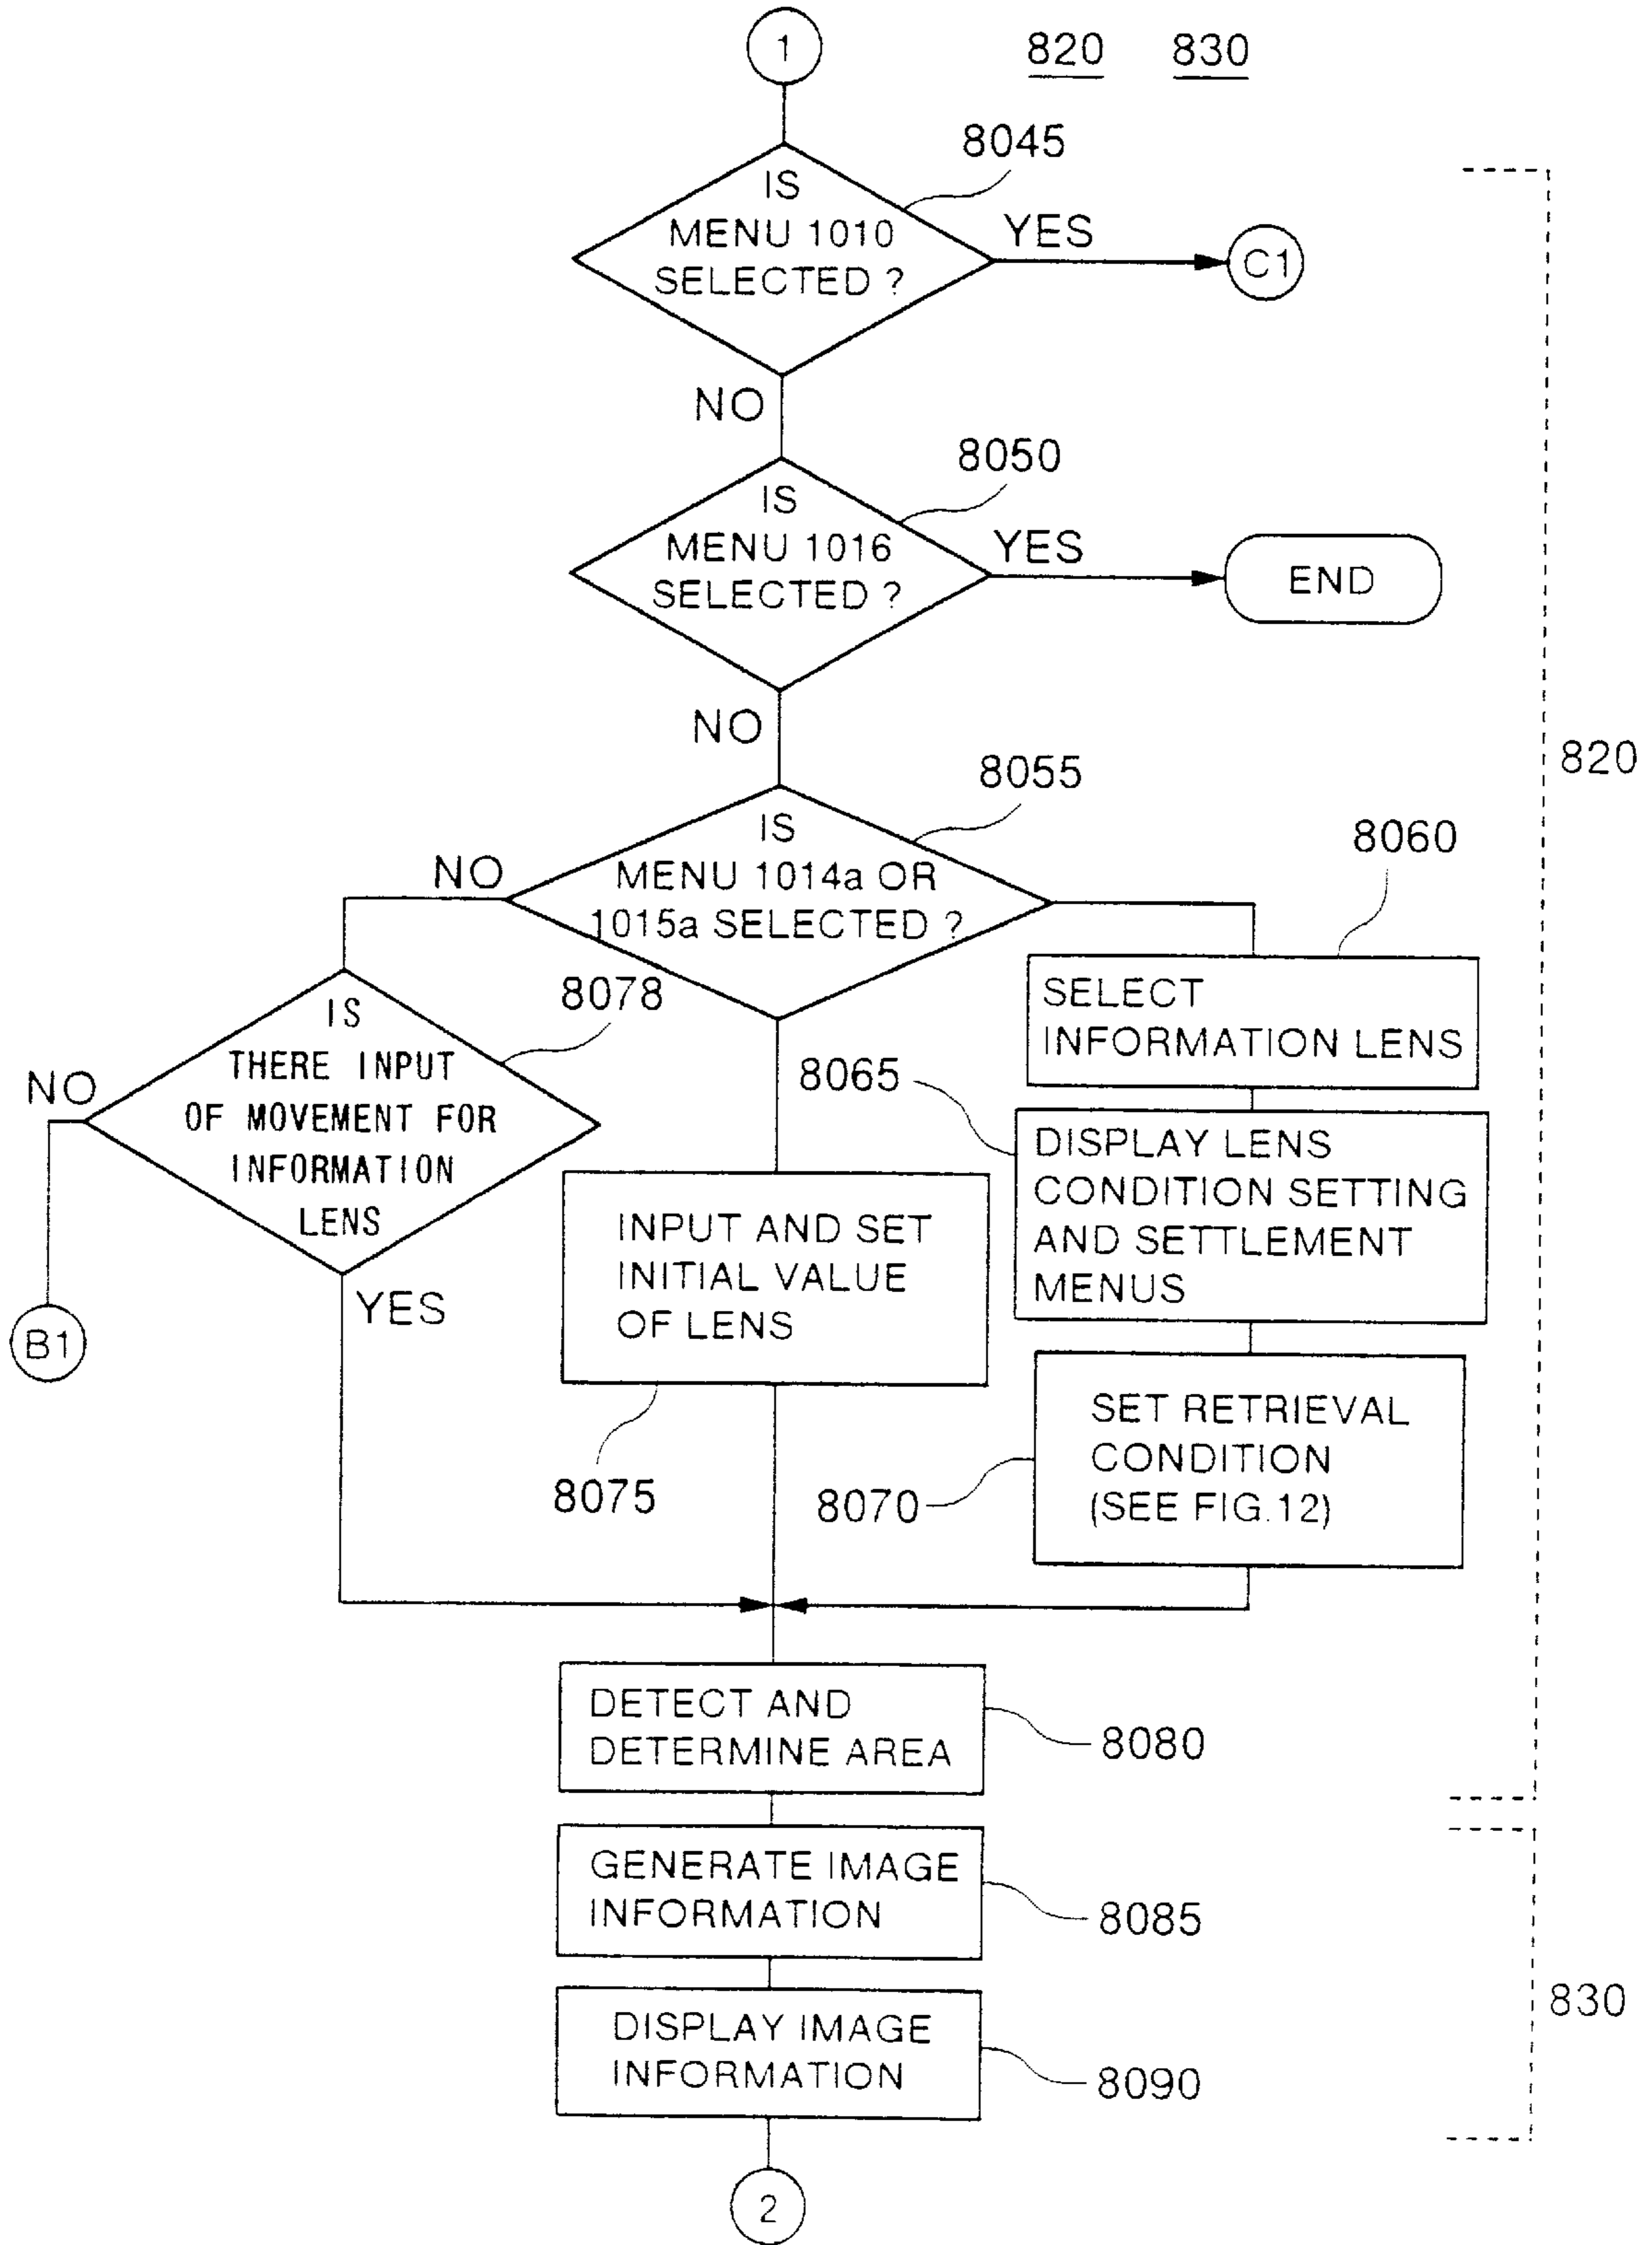 1
820 830
8045
IS
MENU 1010
SELECTED ?
YES
C1
NO
8050
IS
MENU 1016
SELECTED ?
YES
END
NO
820
8055
IS
MENU 1014a OR
1015a SELECTED ?
NO
8060
SELECT
INFORMATION LENS
8078
IS
THERE INPUT
OF MOVEMENT FOR
INFORMATION
LENS
NO
YES
B1
8065
DISPLAY LENS
CONDITION SETTING
AND SETTLEMENT
MENUS
INPUT AND SET
INITIAL VALUE
OF LENS
8075
SET RETRIEVAL
CONDITION
(SEE FIG.12)
8070
DETECT AND
DETERMINE AREA
8080
GENERATE IMAGE
INFORMATION
8085
830
DISPLAY IMAGE
INFORMATION
8090
2